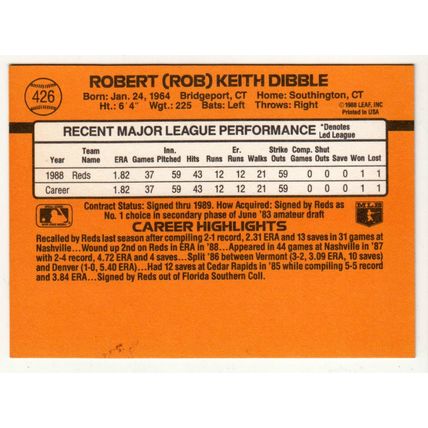 426
ROBERT (ROB) KEITH DIBBLE
Born: Jan. 24, 1964 Bridgeport, CT Home: Southington, CT
Ht.: 6'4" Wgt.: 225 Bats: Left Throws: Right
©1988 LEAF, INC
Printed in USA
RECENT MAJOR LEAGUE PERFORMANCE *Denotes Led League
Year Team Name ERA Games Inn. Pitched Hits Runs Er. Runs Walks Strike Outs Comp. Games Shut Outs Save Won Lost
1988 Reds 1.82 37 59 43 12 12 21 59 0 0 0 1 1
Career 1.82 37 59 43 12 12 21 59 0 0 0 1 1
Contract Status: Signed thru 1989. How Acquired: Signed by Reds as
No. 1 choice in secondary phase of June '83 amateur draft
MLB
CAREER HIGHLIGHTS
Recalled by Reds last season after compiling 2-1 record, 2.31 ERA and 13 saves in 31 games at
Nashville...Wound up 2nd on Reds in ERA in '88...Appeared in 44 games at Nashville in '87
with 2-4 record, 4.72 ERA and 4 saves...Split '86 between Vermont (3-2, 3.09 ERA, 10 saves)
and Denver (1-0, 5.40 ERA)...Had 12 saves at Cedar Rapids in '85 while compiling 5-5 record and
3.84 ERA...Signed by Reds out of Florida Southern Coll.